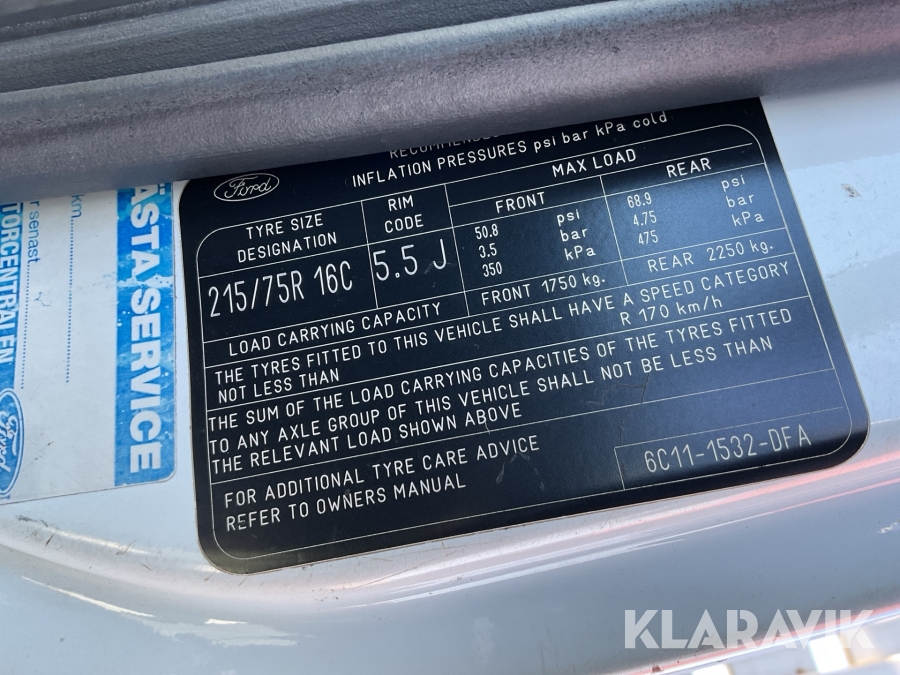 RECOMMENDED
INFLATION PRESSURES psi bar kPa cold
Ford
TYRE SIZE DESIGNATION
RIM CODE
MAX LOAD
FRONT
REAR
215/75R 16C
5.5 J
50.8 psi
3.5 bar
350 kPa
68.9 psi
4.75 bar
475 kPa
LOAD CARRYING CAPACITY
FRONT 1750 kg.
REAR 2250 kg.
THE TYRES FITTED TO THIS VEHICLE SHALL HAVE A SPEED CATEGORY
NOT LESS THAN R 170 km/h
THE SUM OF THE LOAD CARRYING CAPACITIES OF THE TYRES FITTED
TO ANY AXLE GROUP OF THIS VEHICLE SHALL NOT BE LESS THAN
THE RELEVANT LOAD SHOWN ABOVE
FOR ADDITIONAL TYRE CARE ADVICE
REFER TO OWNERS MANUAL
6C11-1532-DFA
ÄSTA SERVICE
km
r senast
TORCENTRALEN
Ford
KLARAVIK